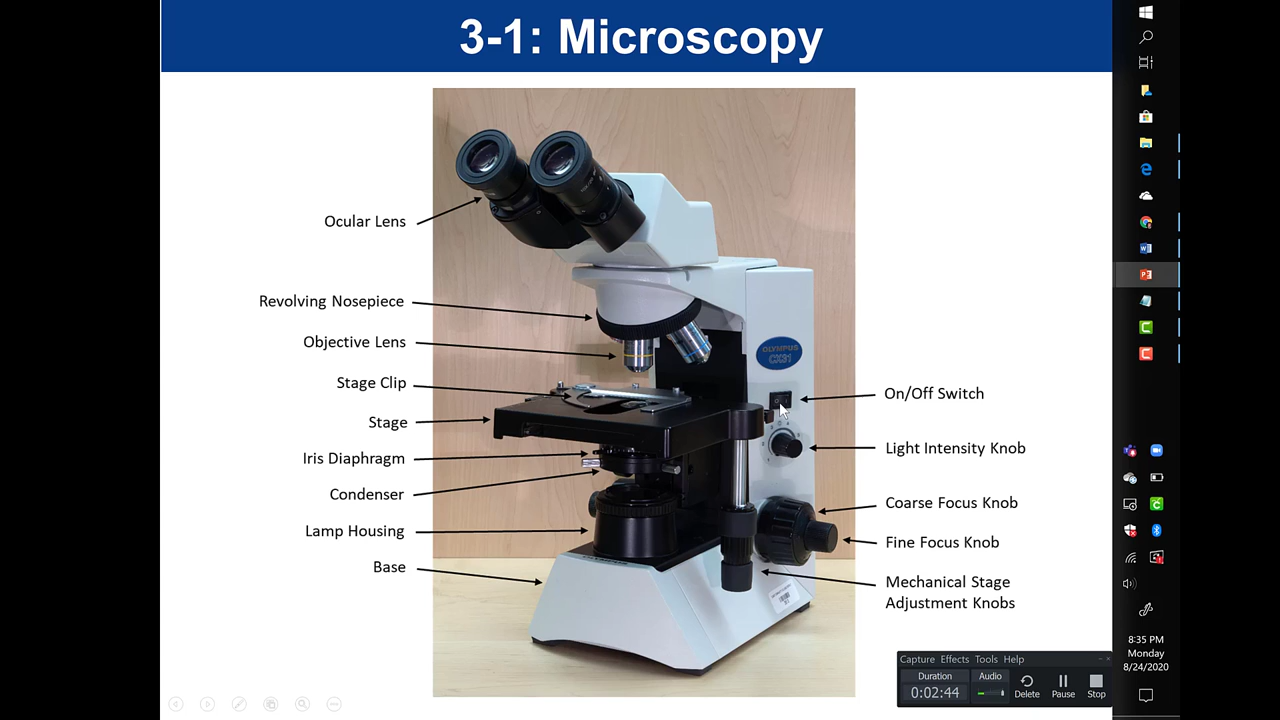 3-1: Microscopy
Ocular Lens
Revolving Nosepiece
Objective Lens
Stage Clip
Stage
Iris Diaphragm
Condenser
Lamp Housing
Base
OLYMPUS
CX31
On/Off Switch
Light Intensity Knob
Coarse Focus Knob
Fine Focus Knob
Mechanical Stage
Adjustment Knobs
Capture Effects Tools Help
Duration
0:02:44
Audio
Delete
Pause
Stop
8:35 PM
Monday
8/24/2020